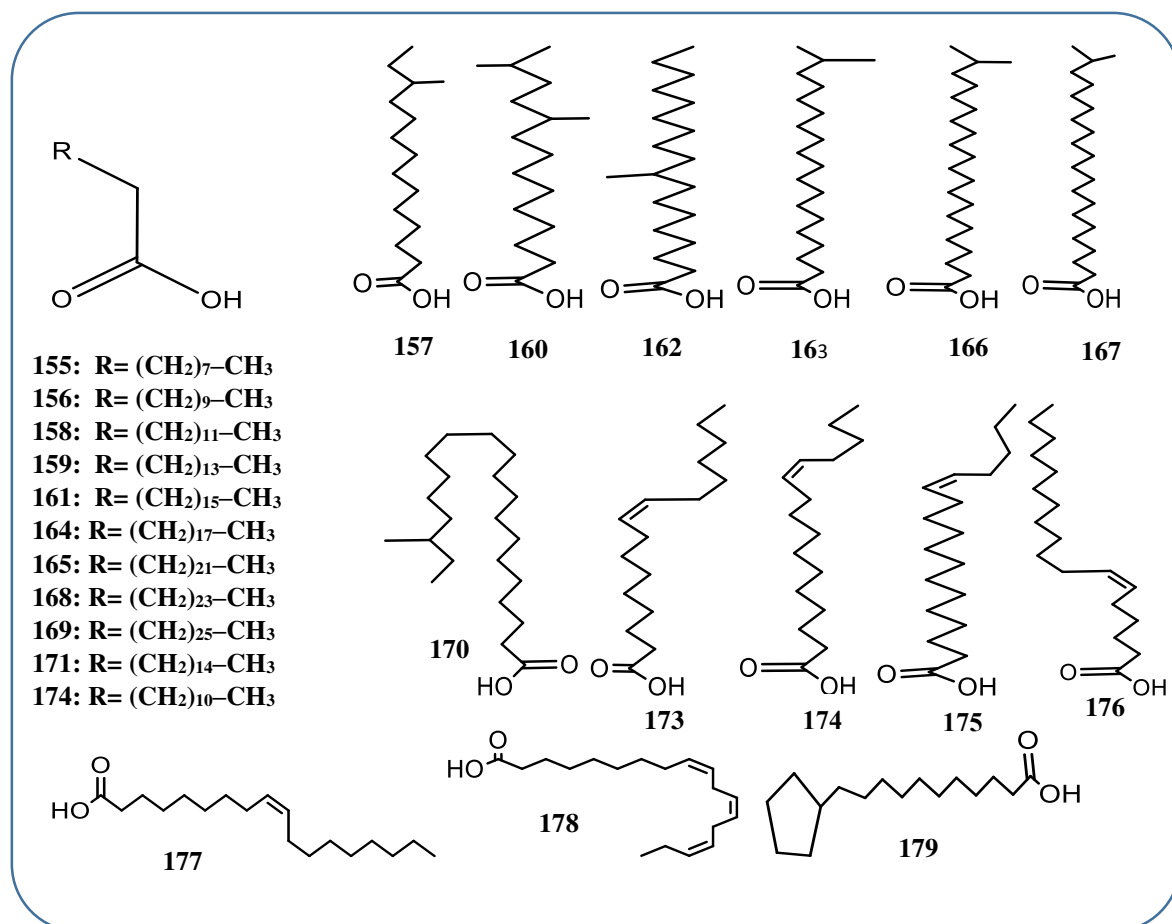 R
O
OH
155: R= (CH₂)₇–CH₃
156: R= (CH₂)₉–CH₃
158: R= (CH₂)₁₁–CH₃
159: R= (CH₂)₁₃–CH₃
161: R= (CH₂)₁₅–CH₃
164: R= (CH₂)₁₇–CH₃
165: R= (CH₂)₂₁–CH₃
168: R= (CH₂)₂₃–CH₃
169: R= (CH₂)₂₅–CH₃
171: R= (CH₂)₁₄–CH₃
174: R= (CH₂)₁₀–CH₃
O OH
157
O OH
160
O OH
162
O OH
163
O OH
166
O OH
167
170
HO O
O OH
173
O OH
174
O OH
175
O OH
176
O
HO
177
O
HO
178
O
OH
179